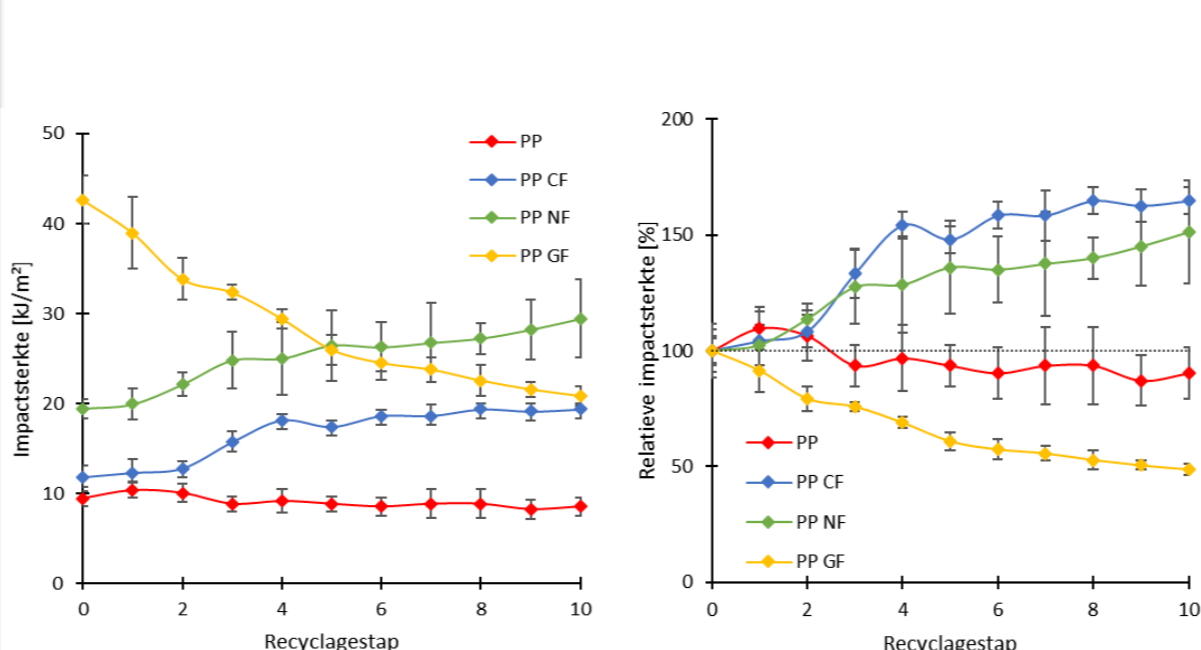 50
40
30
20
10
0
Impactsterkte [kJ/m²]
PP
PP CF
PP NF
PP GF
0 2 4 6 8 10
Recyclagestap
200
150
100
50
0
Relatieve impactsterkte [%]
PP
PP CF
PP NF
PP GF
0 2 4 6 8 10
Recyclagestap